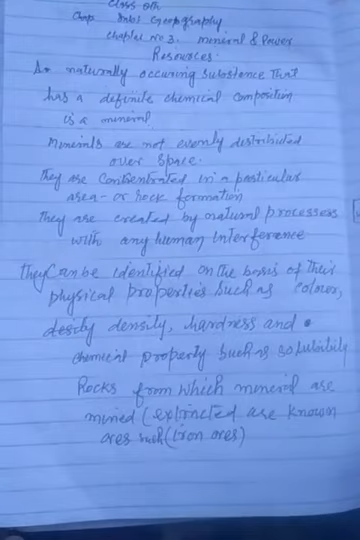 Class 8th
Chap Sub) Geography
Chapter No 3. mineral & Power
Resources.
A naturally occuring substance that
has a definite chemical composition
is a mineral
Minerals are not evenly distributed
over space.
They are Contentrated in a particular
area - or rock formation
They are created by natural processes
with any human Interference
They Can be identified on the basis of their
physical properties such as colour,
density, hardness and
chemical property such as solubility
Rocks from which mineral are
mined (extracted are known
ores such (iron ores)